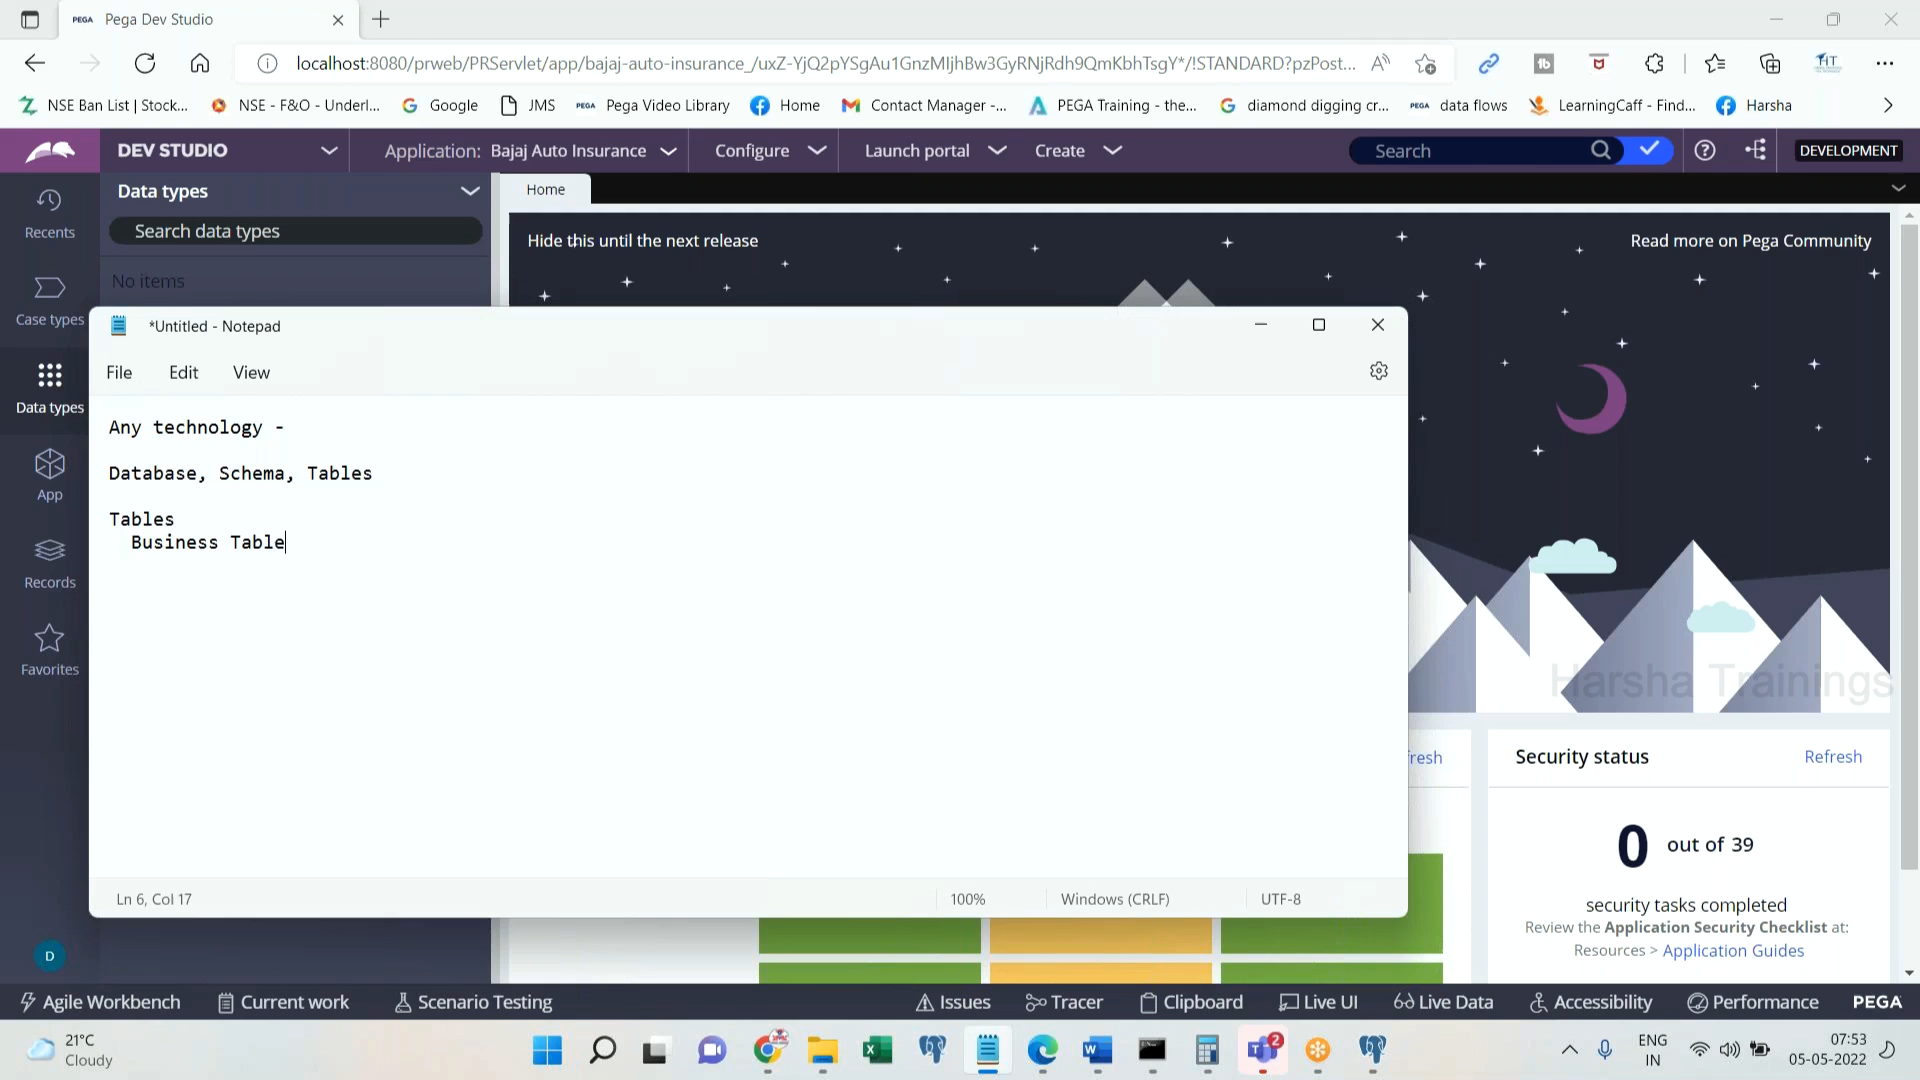 PEGA Pega Dev Studio
localhost:8080/prweb/PRServlet/app/bajaj-auto-insurance_/uxZ-YjQ2pYSgAu1GnzMIjhBw3GyRNjRdh9QmKbhTsgY*/!STANDARD?pzPost...
NSE Ban List | Stock... NSE - F&O - Underl... Google JMS PEGA Pega Video Library Home Contact Manager -... PEGA Training - the... diamond digging cr... PEGA data flows LearningCaff - Find... Harsha
DEV STUDIO Application: Bajaj Auto Insurance Configure Launch portal Create Search DEVELOPMENT
Recents
Data types
Home
Search data types
Hide this until the next release Read more on Pega Community
No items
Case types
*Untitled - Notepad
File Edit View
Data types
Any technology -
Database, Schema, Tables
App
Tables
Business Table
Records
Favorites
Harsha Trainings
fresh
Security status Refresh
0 out of 39
security tasks completed
Review the Application Security Checklist at:
Resources > Application Guides
Ln 6, Col 17 100% Windows (CRLF) UTF-8
D
Agile Workbench Current work Scenario Testing Issues Tracer Clipboard Live UI Live Data Accessibility Performance PEGA
21°C
Cloudy
2
ENG
IN
07:53
05-05-2022